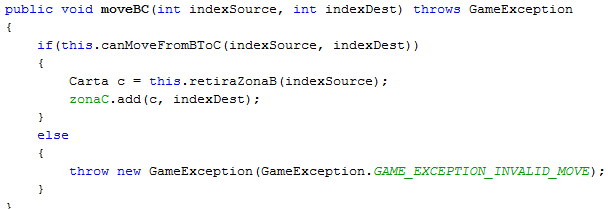 public void moveBC(int indexSource, int indexDest) throws GameException
{
    if(this.canMoveFromBToC(indexSource, indexDest))
    {
        Carta c = this.retiraZonaB(indexSource);
        zonaC.add(c, indexDest);
    }
    else
    {
        throw new GameException(GameException.GAME_EXCEPTION_INVALID_MOVE);
    }
}